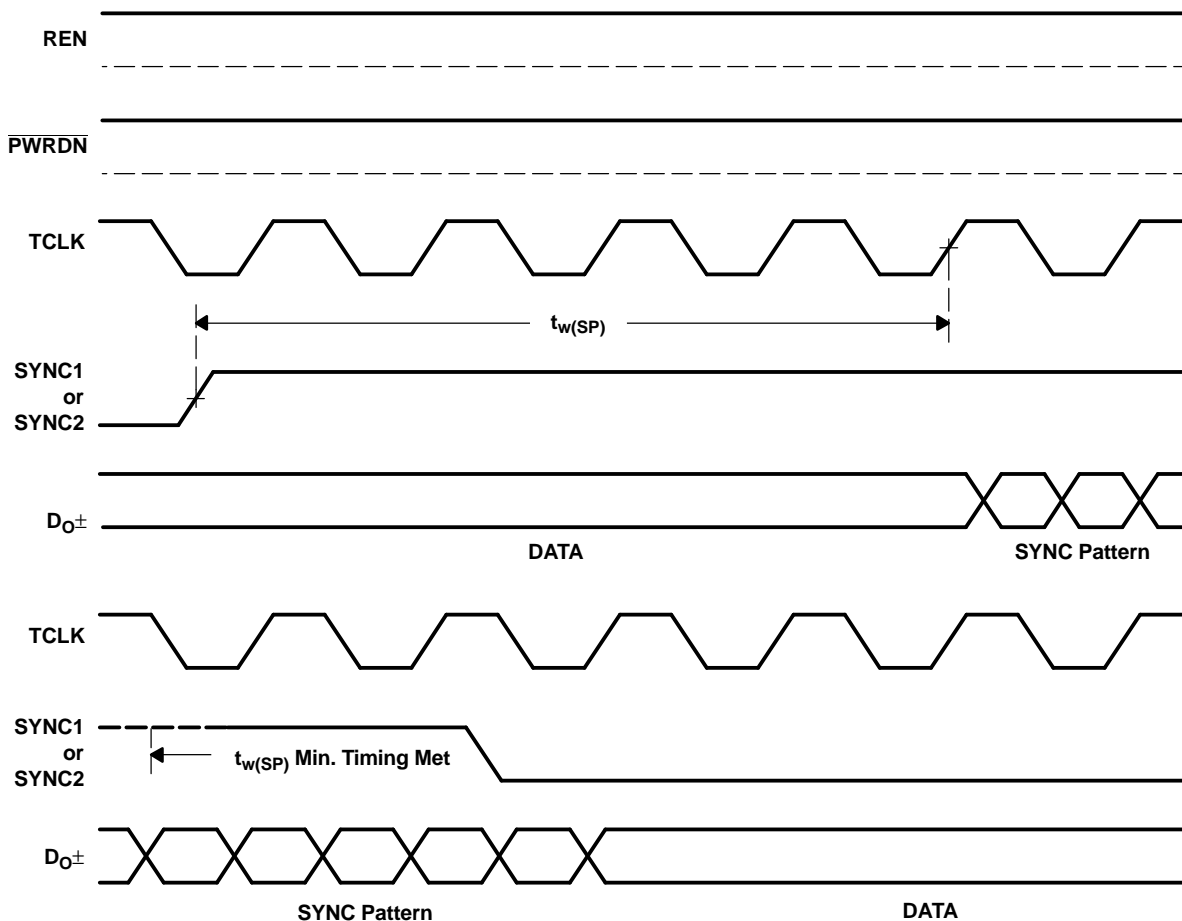 REN
PWRDN
TCLK
tw(SP)
SYNC1
or
SYNC2
DO±
DATA
SYNC Pattern
TCLK
SYNC1
or
SYNC2
tw(SP) Min. Timing Met
DO±
SYNC Pattern
DATA